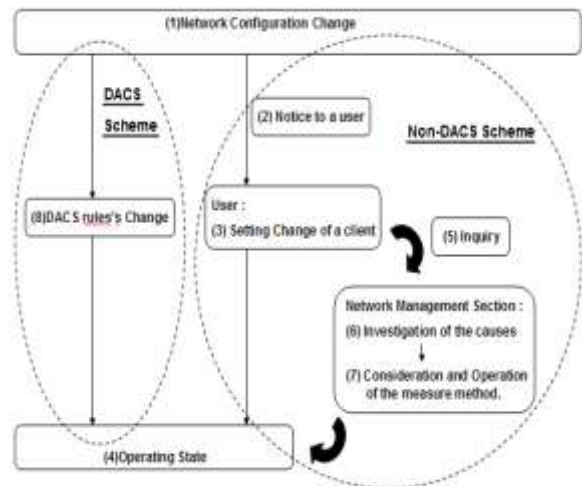 (1)Network Configuration Change
DACS
Scheme
(2) Notice to a user
Non-DACS Scheme
(8)DACS rules's Change
User :
(3) Setting Change of a client
(5) Inquiry
Network Management Section :
(6) Investigation of the causes
(7) Consideration and Operation
of the measure method.
(4)Operating State